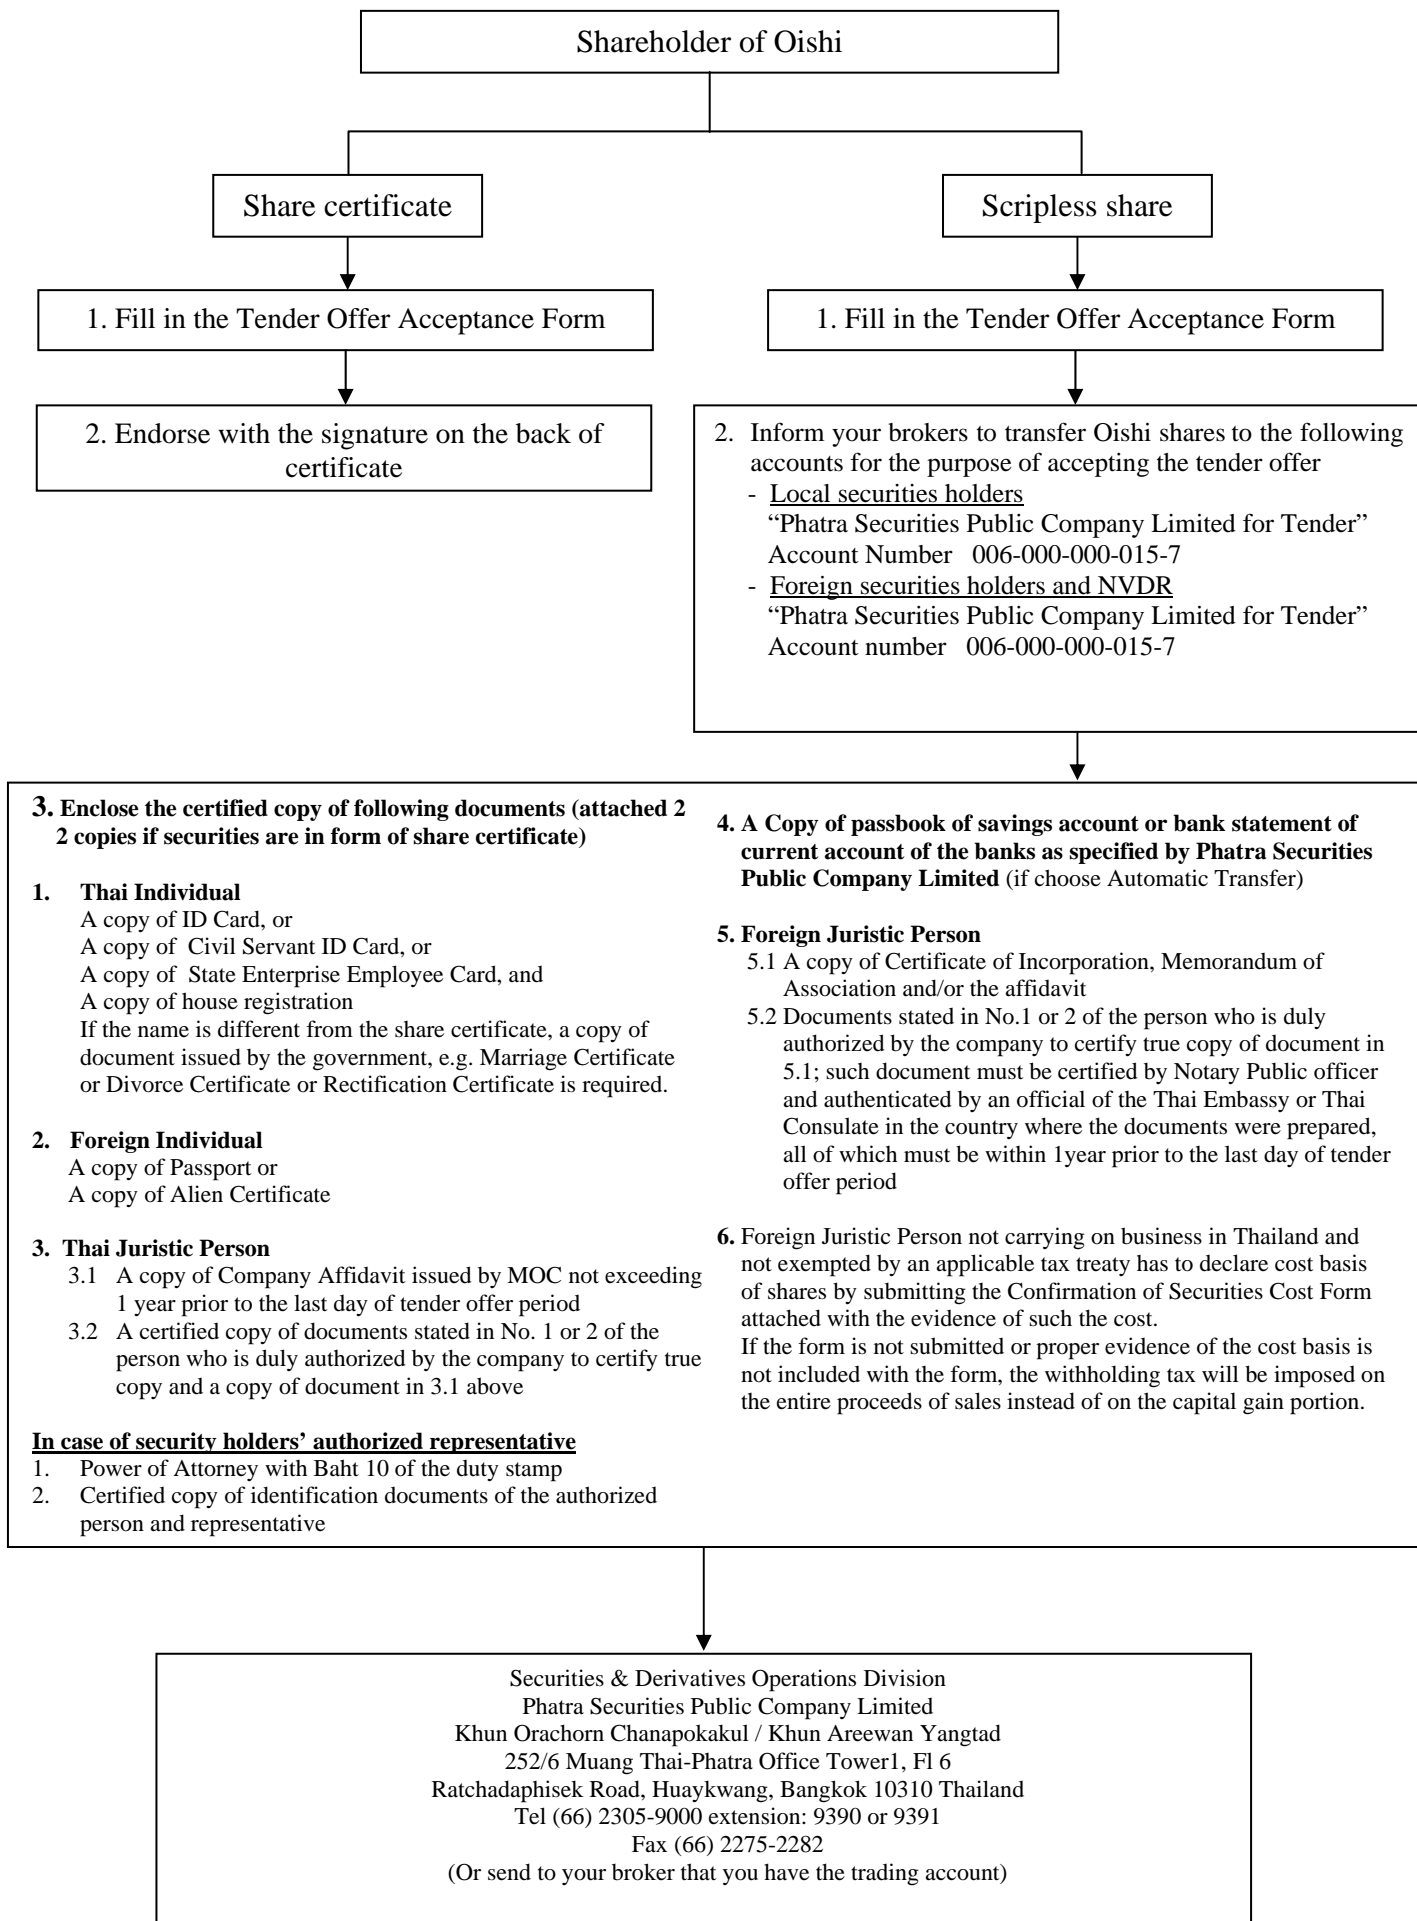 Shareholder of Oishi
Share certificate
Scripless share
1. Fill in the Tender Offer Acceptance Form
1. Fill in the Tender Offer Acceptance Form
2. Endorse with the signature on the back of
certificate
2. Inform your brokers to transfer Oishi shares to the following
accounts for the purpose of accepting the tender offer
- Local securities holders
“Phatra Securities Public Company Limited for Tender”
Account Number 006-000-000-015-7
- Foreign securities holders and NVDR
“Phatra Securities Public Company Limited for Tender”
Account number 006-000-000-015-7
3. Enclose the certified copy of following documents (attached 2
2 copies if securities are in form of share certificate)
1. Thai Individual
A copy of ID Card, or
A copy of Civil Servant ID Card, or
A copy of State Enterprise Employee Card, and
A copy of house registration
If the name is different from the share certificate, a copy of
document issued by the government, e.g. Marriage Certificate
or Divorce Certificate or Rectification Certificate is required.
2. Foreign Individual
A copy of Passport or
A copy of Alien Certificate
3. Thai Juristic Person
3.1 A copy of Company Affidavit issued by MOC not exceeding
1 year prior to the last day of tender offer period
3.2 A certified copy of documents stated in No. 1 or 2 of the
person who is duly authorized by the company to certify true
copy and a copy of document in 3.1 above
In case of security holders’ authorized representative
1. Power of Attorney with Baht 10 of the duty stamp
2. Certified copy of identification documents of the authorized
person and representative
4. A Copy of passbook of savings account or bank statement of
current account of the banks as specified by Phatra Securities
Public Company Limited (if choose Automatic Transfer)
5. Foreign Juristic Person
5.1 A copy of Certificate of Incorporation, Memorandum of
Association and/or the affidavit
5.2 Documents stated in No.1 or 2 of the person who is duly
authorized by the company to certify true copy of document in
5.1; such document must be certified by Notary Public officer
and authenticated by an official of the Thai Embassy or Thai
Consulate in the country where the documents were prepared,
all of which must be within 1year prior to the last day of tender
offer period
6. Foreign Juristic Person not carrying on business in Thailand and
not exempted by an applicable tax treaty has to declare cost basis
of shares by submitting the Confirmation of Securities Cost Form
attached with the evidence of such the cost.
If the form is not submitted or proper evidence of the cost basis is
not included with the form, the withholding tax will be imposed on
the entire proceeds of sales instead of on the capital gain portion.
Securities & Derivatives Operations Division
Phatra Securities Public Company Limited
Khun Orachorn Chanapokakul / Khun Areewan Yangtad
252/6 Muang Thai-Phatra Office Tower1, Fl 6
Ratchadaphisek Road, Huaykwang, Bangkok 10310 Thailand
Tel (66) 2305-9000 extension: 9390 or 9391
Fax (66) 2275-2282
(Or send to your broker that you have the trading account)